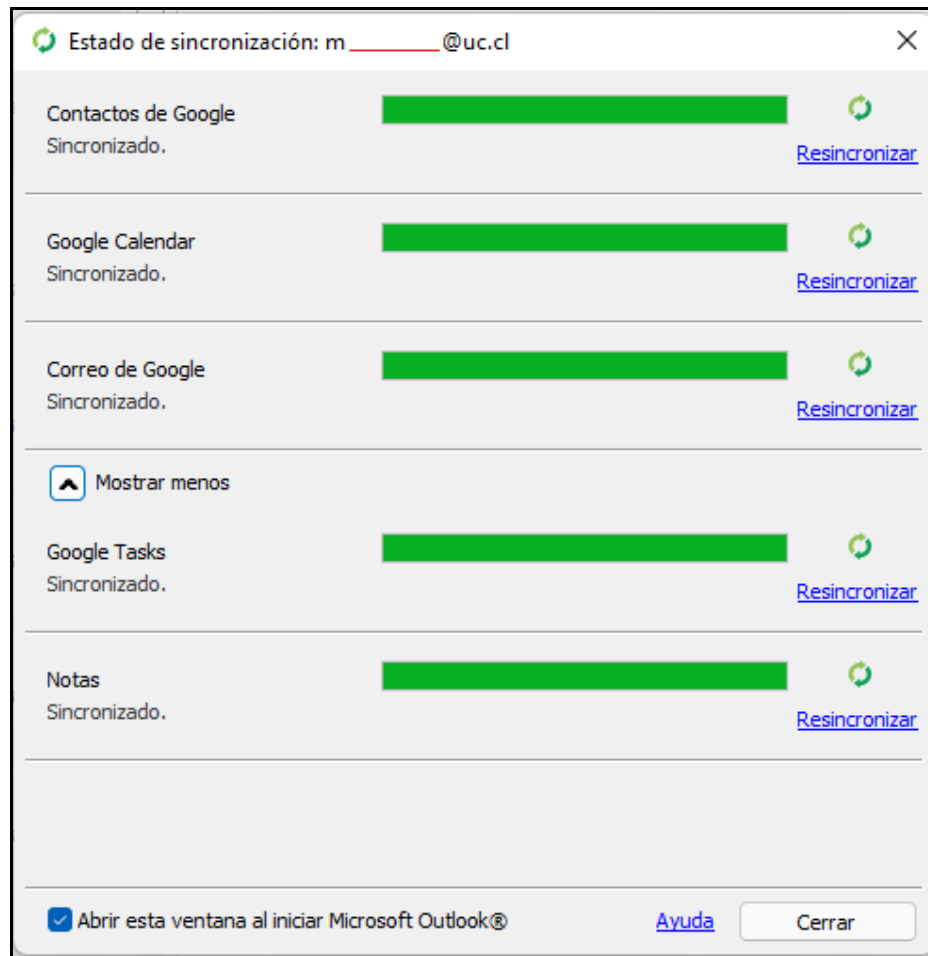 Estado de sincronización: m ________@uc.cl
Contactos de Google
Sincronizado.
Resincronizar
Google Calendar
Sincronizado.
Resincronizar
Correo de Google
Sincronizado.
Resincronizar
Mostrar menos
Google Tasks
Sincronizado.
Resincronizar
Notas
Sincronizado.
Resincronizar
Abrir esta ventana al iniciar Microsoft Outlook® Ayuda Cerrar